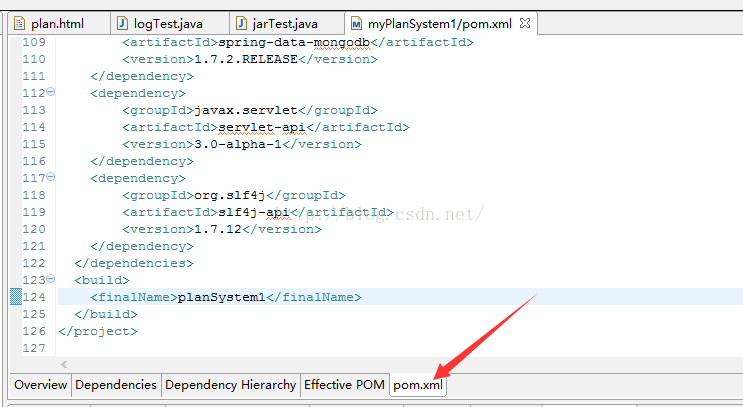 plan.html logTest.java jarTest.java myPlanSystem1/pom.xml
109 <artifactId>spring-data-mongodb</artifactId>
110 <version>1.7.2.RELEASE</version>
111 </dependency>
112 <dependency>
113 <groupId>javax.servlet</groupId>
114 <artifactId>servlet-api</artifactId>
115 <version>3.0-alpha-1</version>
116 </dependency>
117 <dependency>
118 <groupId>org.slf4j</groupId>
119 <artifactId>slf4j-api</artifactId>
http://blog.csdn.net/
120 <version>1.7.12</version>
121 </dependency>
122 </dependencies>
123 <build>
124 <finalName>planSystem1</finalName>
125 </build>
126 </project>
127
Overview Dependencies Dependency Hierarchy Effective POM pom.xml